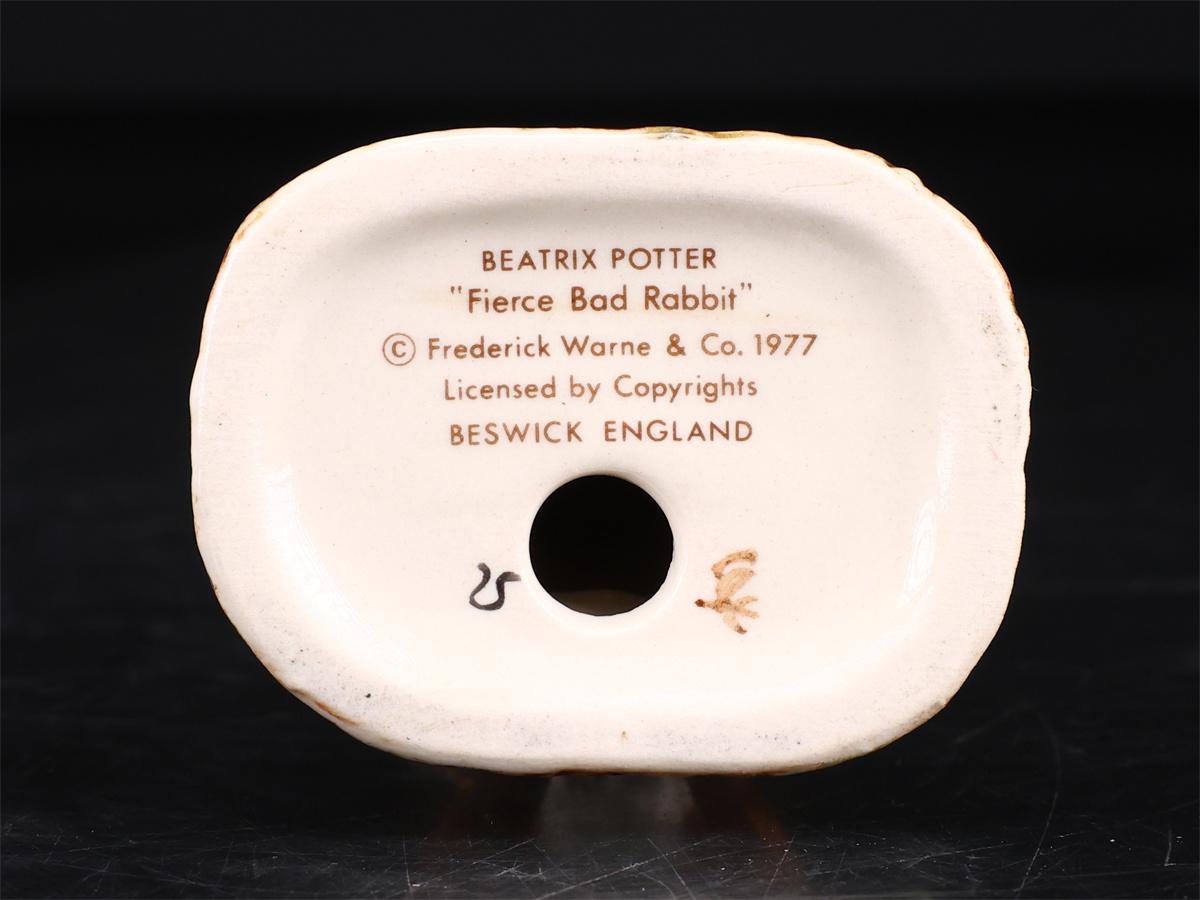 BEATRIX POTTER
"Fierce Bad Rabbit"
© Frederick Warne & Co. 1977
Licensed by Copyrights
BESWICK ENGLAND